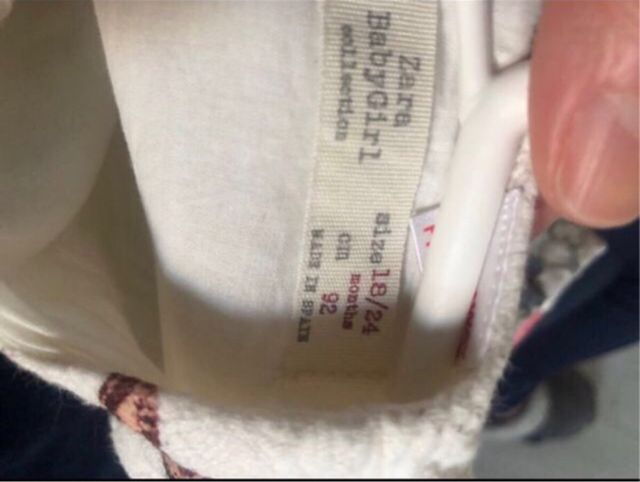 Zara
BabyGirl
collection
size 18/24
months
cm 92
MADE IN SPAIN